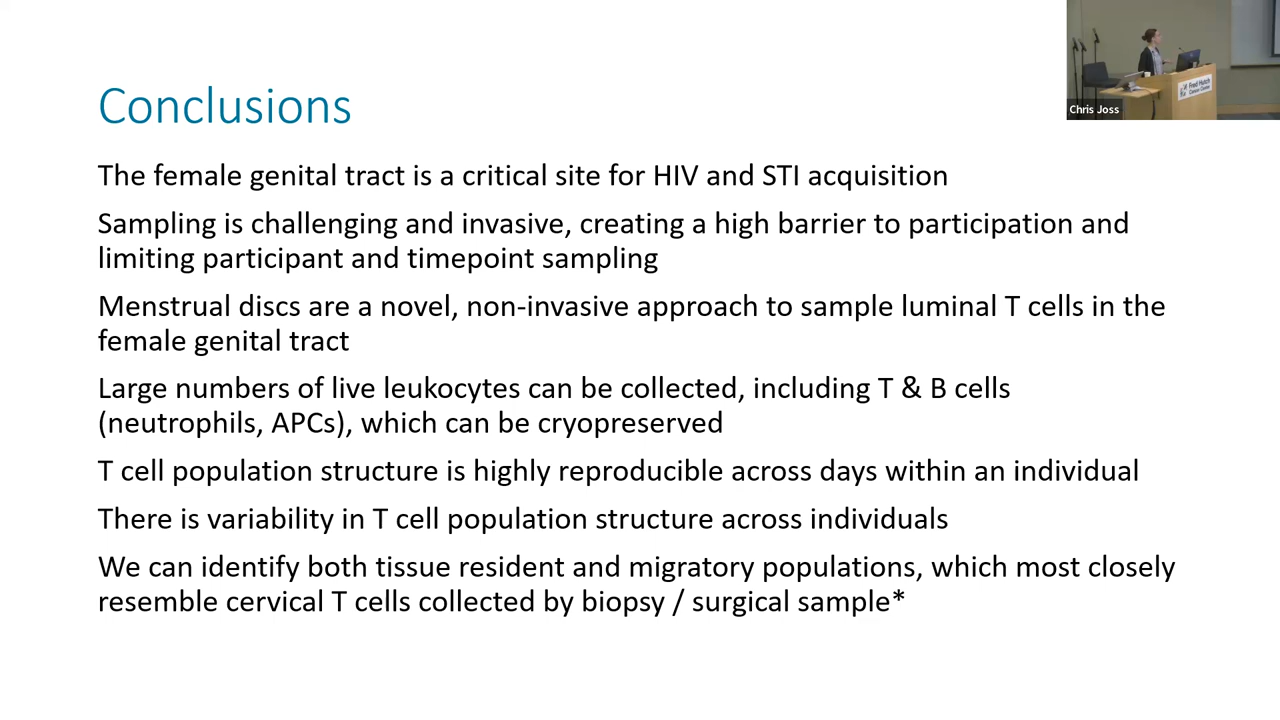 Conclusions
The female genital tract is a critical site for HIV and STI acquisition
Sampling is challenging and invasive, creating a high barrier to participation and
limiting participant and timepoint sampling
Menstrual discs are a novel, non-invasive approach to sample luminal T cells in the
female genital tract
Large numbers of live leukocytes can be collected, including T & B cells
(neutrophils, APCs), which can be cryopreserved
T cell population structure is highly reproducible across days within an individual
There is variability in T cell population structure across individuals
We can identify both tissue resident and migratory populations, which most closely
resemble cervical T cells collected by biopsy / surgical sample*
Fred Hutch
Cancer Center
Chris Joss